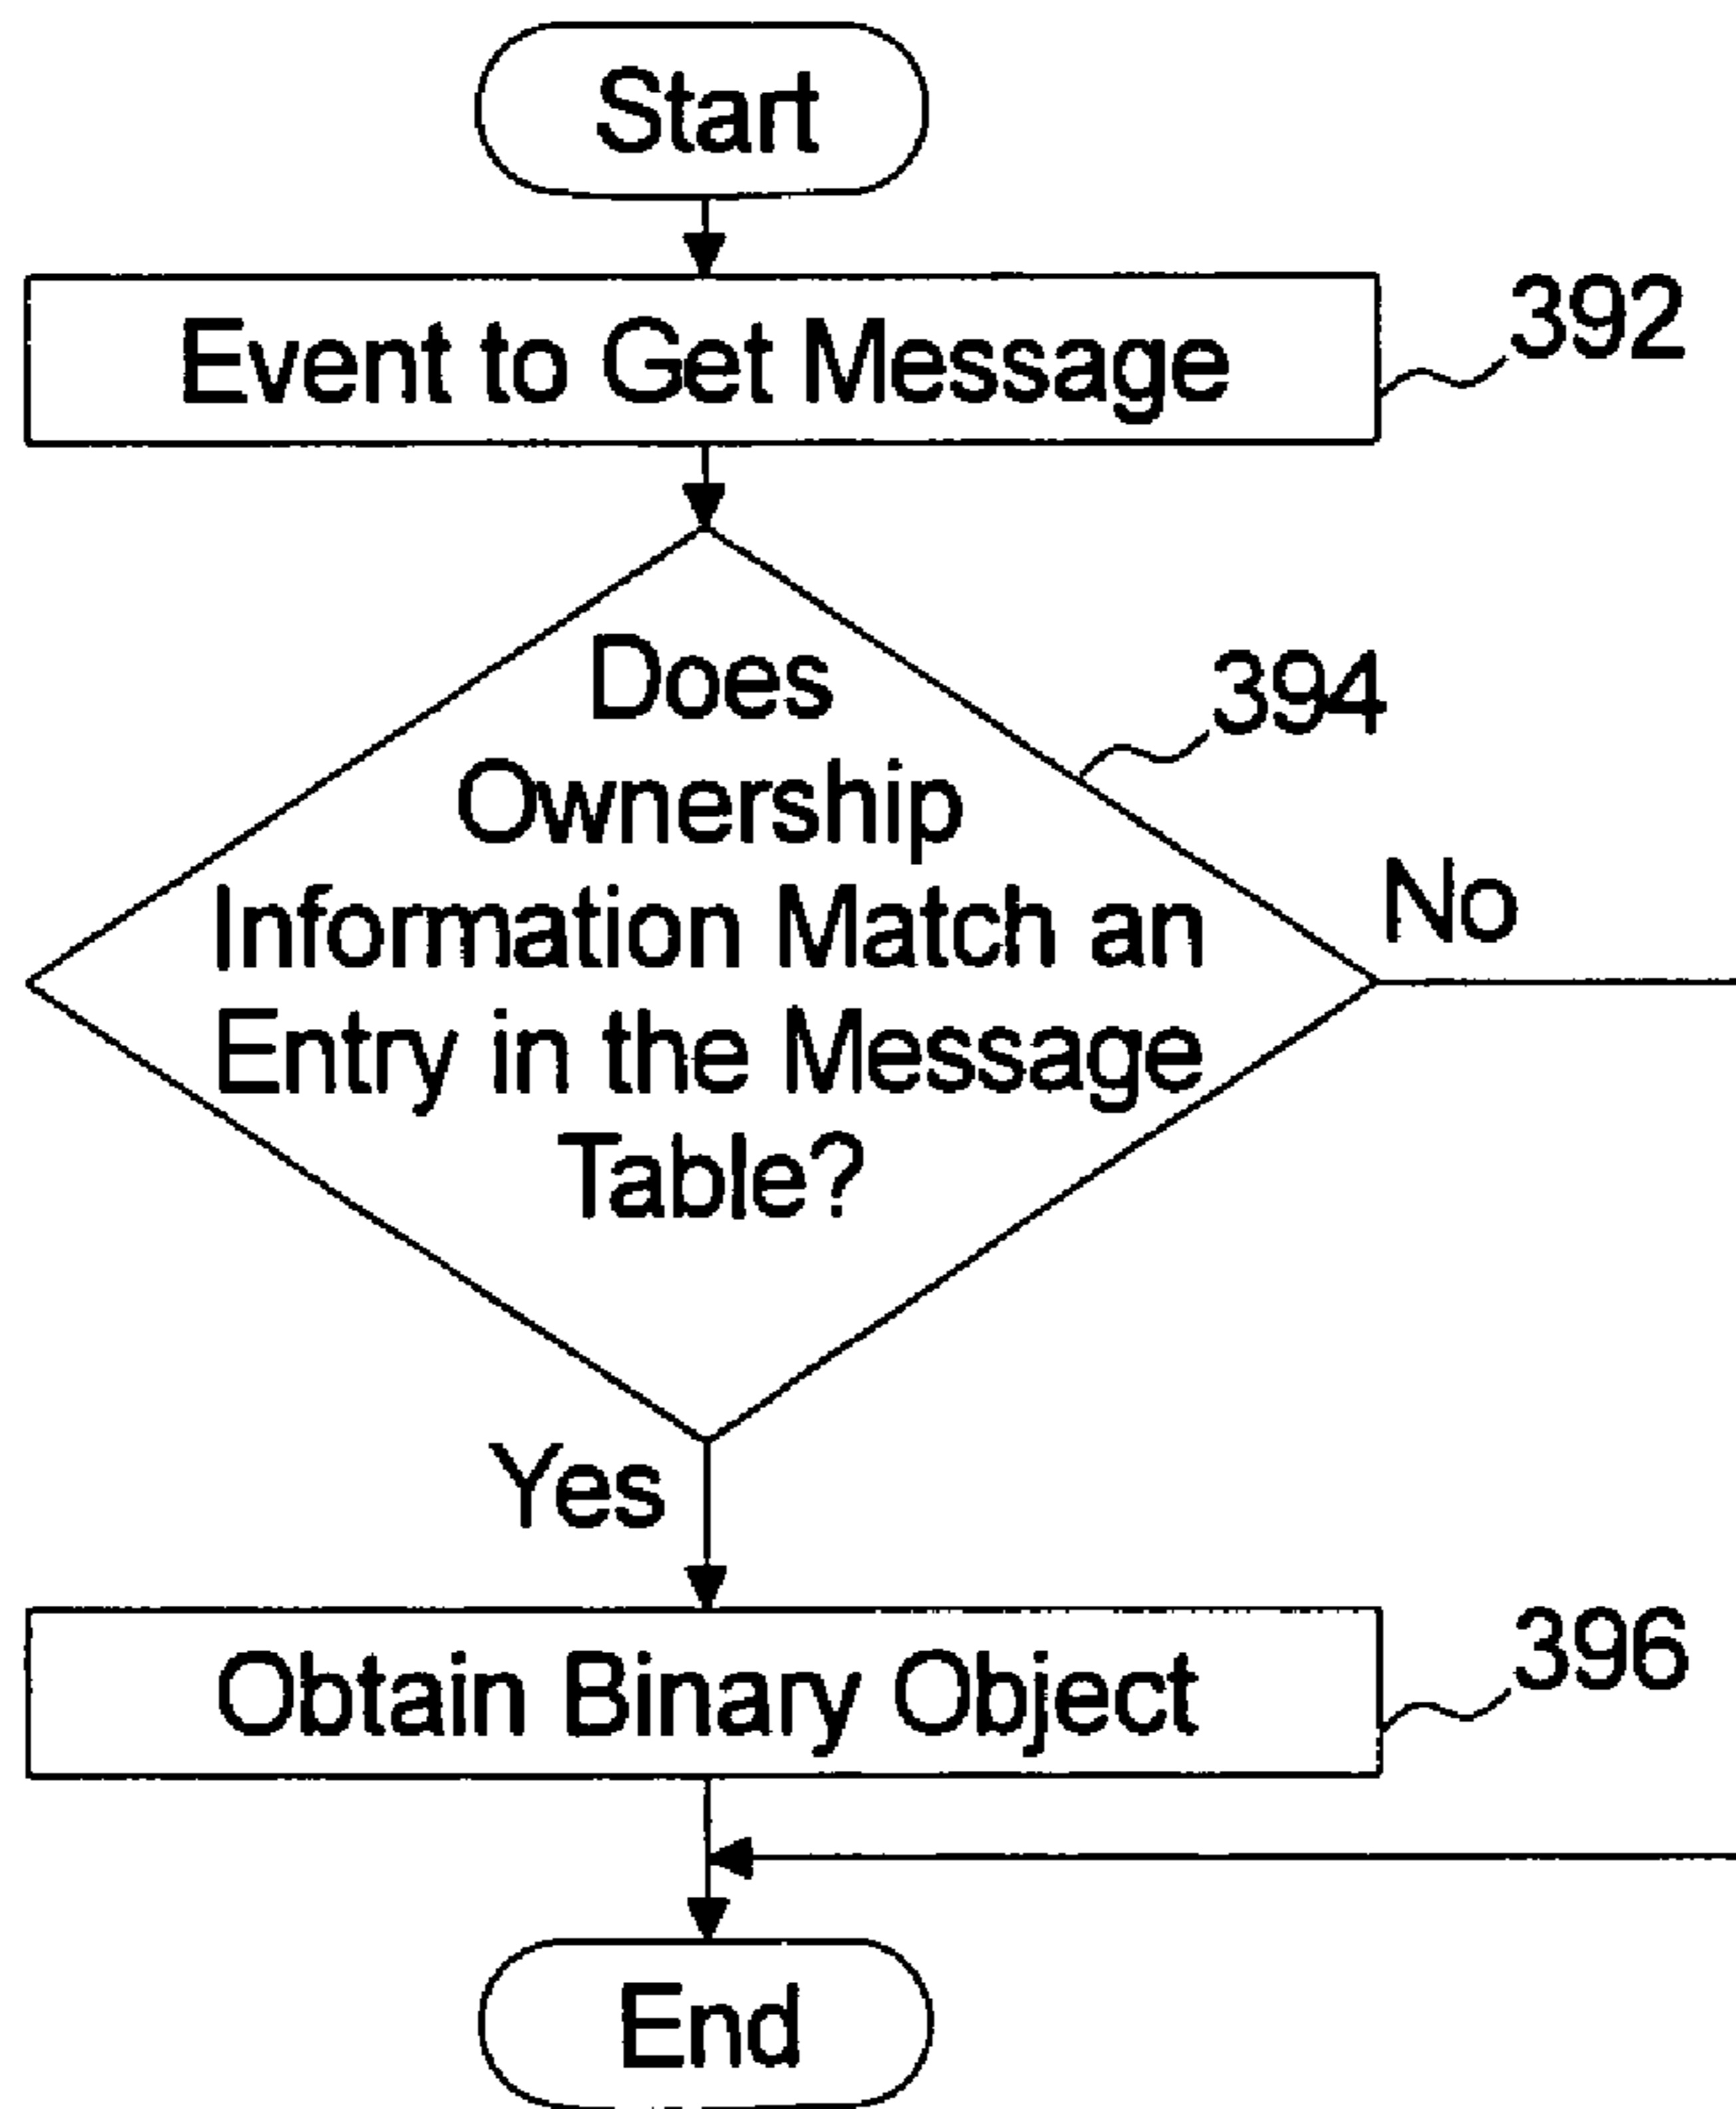 Start
Event to Get Message
392
Does
Ownership
Information Match an
Entry in the Message
Table?
394
No
Yes
Obtain Binary Object
396
End